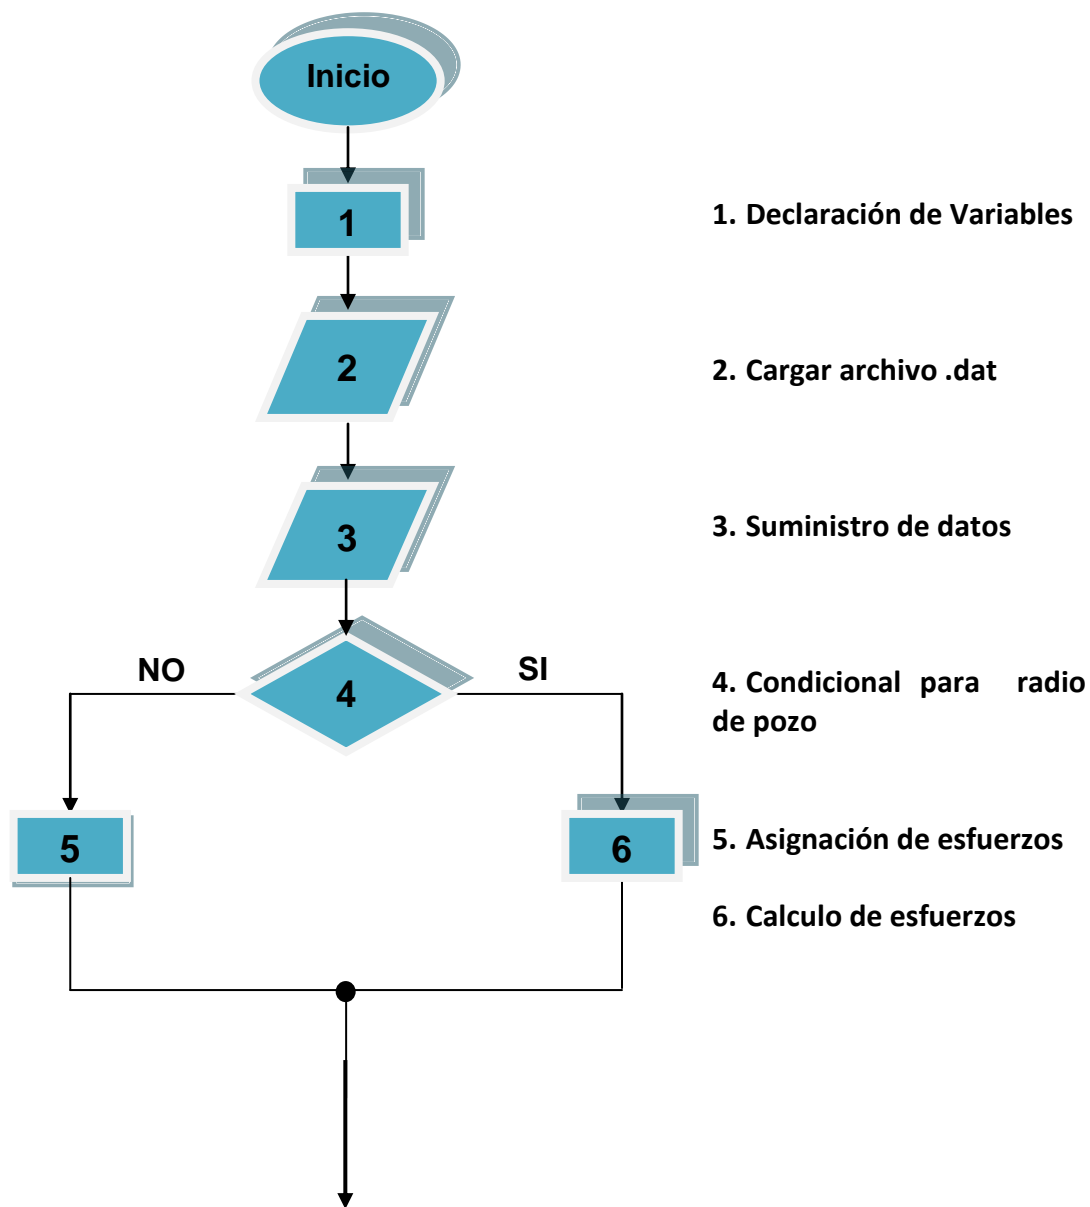 Inicio
1
1. Declaración de Variables
2
2. Cargar archivo .dat
3
3. Suministro de datos
NO
SI
4
4. Condicional para radio
de pozo
5
6
5. Asignación de esfuerzos
6. Calculo de esfuerzos